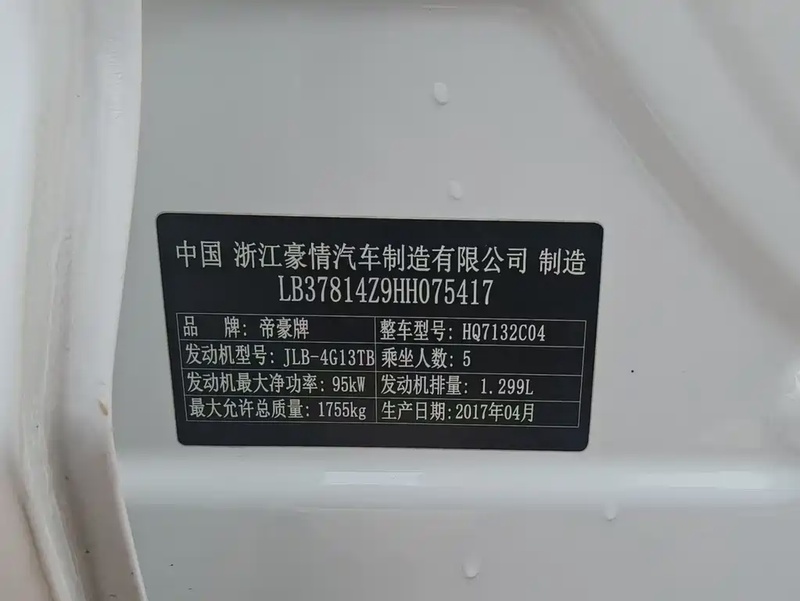 中国 浙江豪情汽车制造有限公司 制造
LB37814Z9HH075417
品 牌: 帝豪牌 整车型号: HQ7132C04
发动机型号: JLB-4G13TB 乘坐人数: 5
发动机最大净功率: 95kW 发动机排量: 1.299L
最大允许总质量: 1755kg 生产日期: 2017年04月